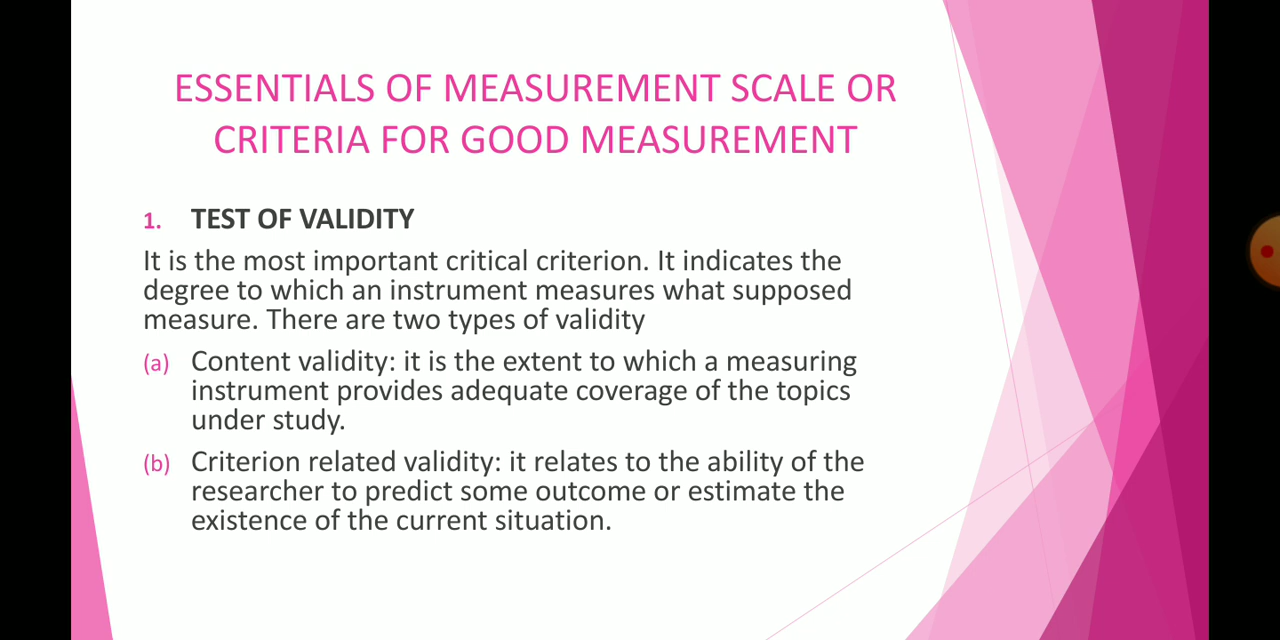 ESSENTIALS OF MEASUREMENT SCALE OR
CRITERIA FOR GOOD MEASUREMENT
1. TEST OF VALIDITY
It is the most important critical criterion. It indicates the
degree to which an instrument measures what supposed
measure. There are two types of validity
(a) Content validity: it is the extent to which a measuring
instrument provides adequate coverage of the topics
under study.
(b) Criterion related validity: it relates to the ability of the
researcher to predict some outcome or estimate the
existence of the current situation.